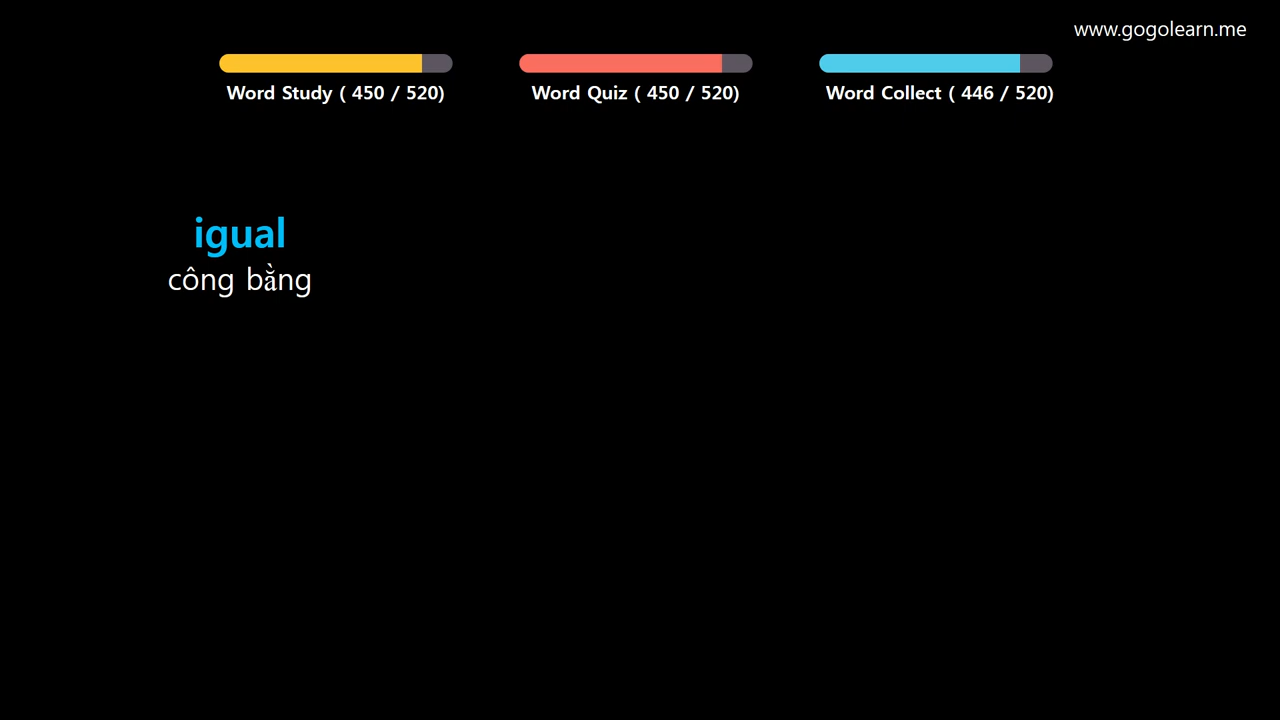 www.gogolearn.me
Word Study ( 450 / 520)
Word Quiz ( 450 / 520)
Word Collect ( 446 / 520)
igual
công bằng